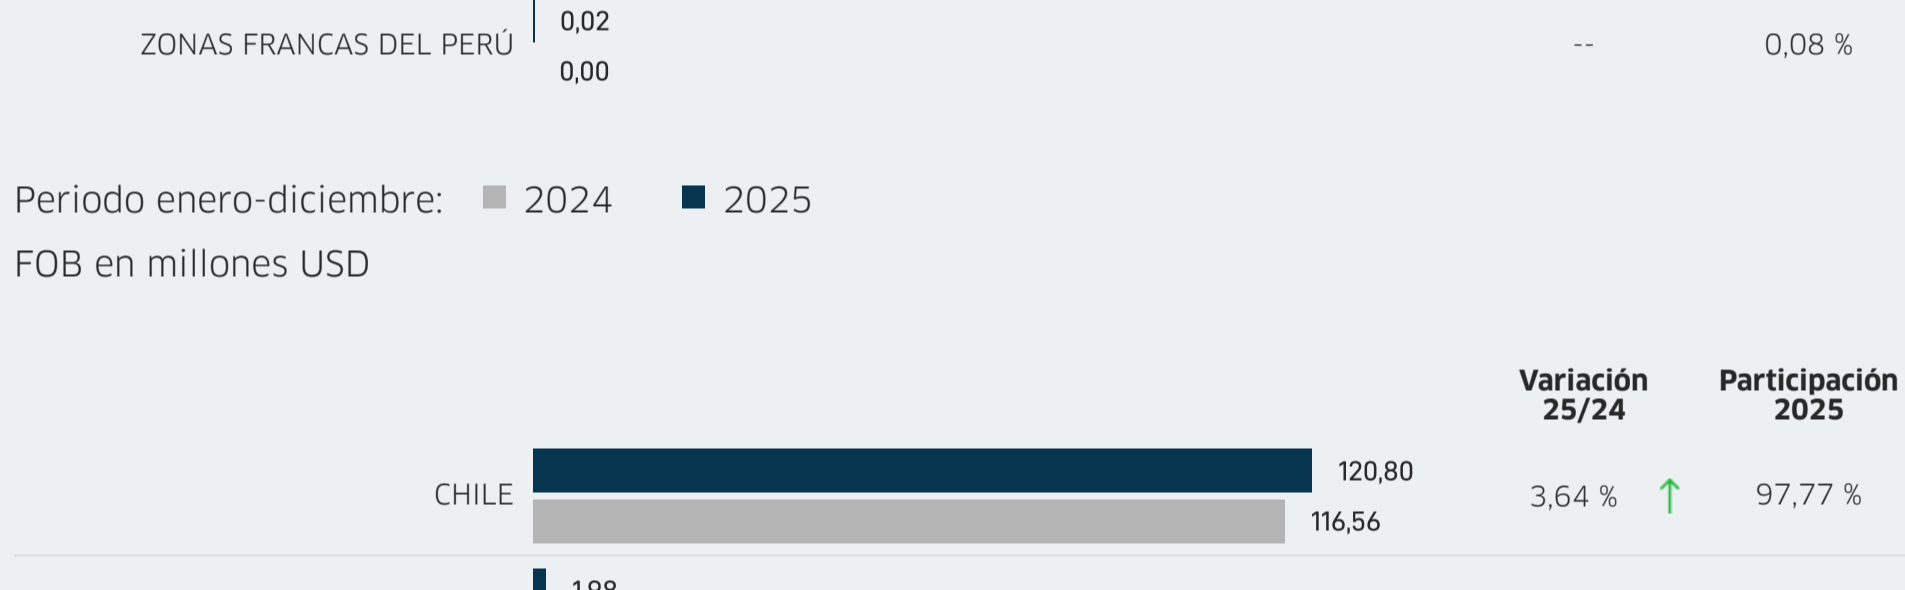 0,02
ZONAS FRANCAS DEL PERÚ -- 0,08 %
0,00
Periodo enero-diciembre: 2024 2025
FOB en millones USD
Variación Participación
25/24 2025
120,80
CHILE 3,64 % ↑ 97,77 %
116,56